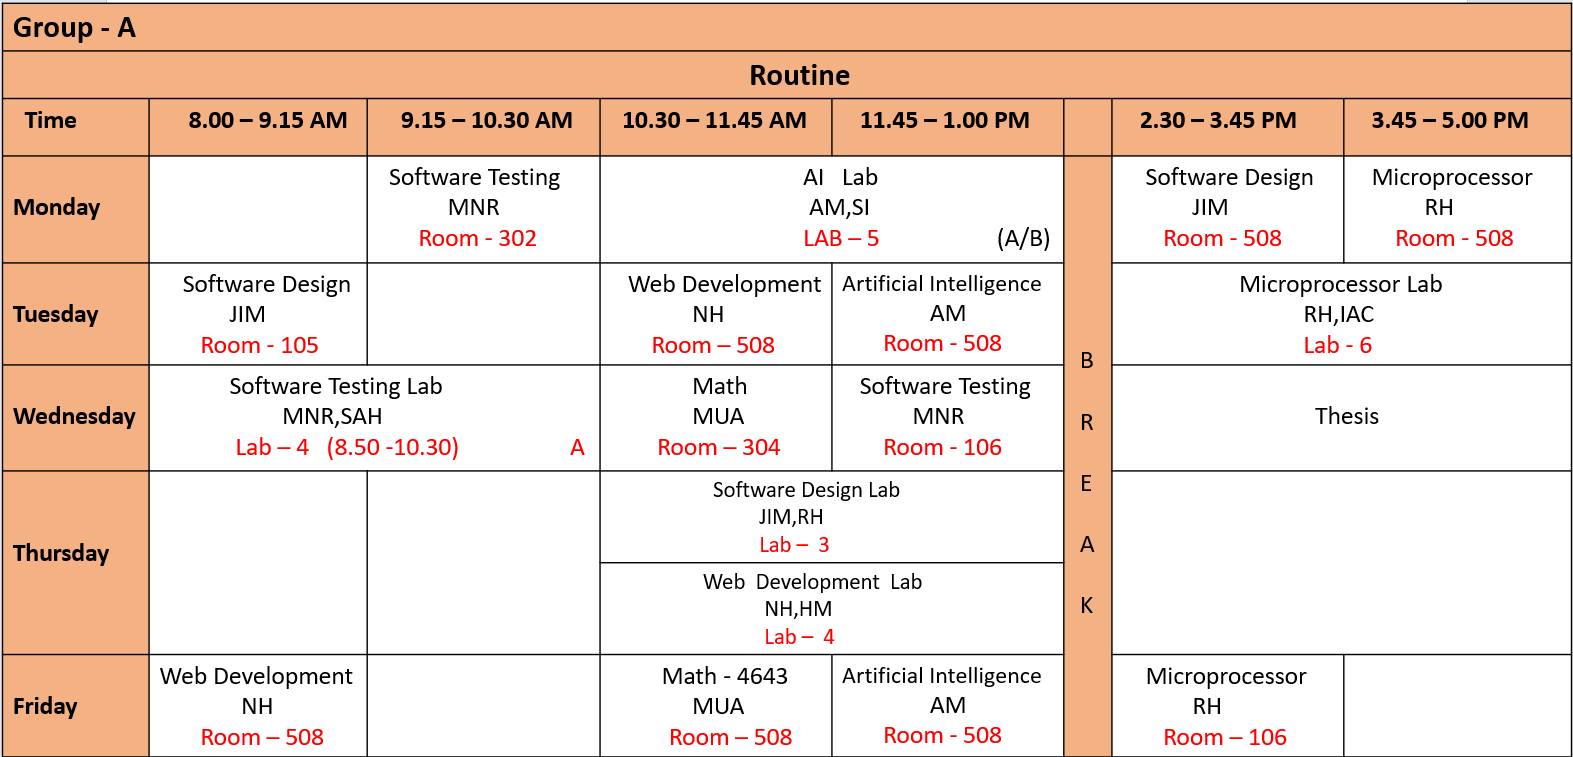 Group - A
Routine
Time 8.00 – 9.15 AM 9.15 – 10.30 AM 10.30 – 11.45 AM 11.45 – 1.00 PM 2.30 – 3.45 PM 3.45 – 5.00 PM
Monday
Software Testing
MNR
Room - 302
AI Lab
AM,SI
LAB – 5 (A/B)
Software Design
JIM
Room - 508
Microprocessor
RH
Room - 508
Tuesday
Software Design
JIM
Room - 105
Web Development
NH
Room – 508
Artificial Intelligence
AM
Room - 508
Microprocessor Lab
RH,IAC
Lab - 6
Wednesday
Software Testing Lab
MNR,SAH
Lab – 4 (8.50 -10.30) A
Math
MUA
Room – 304
Software Testing
MNR
Room - 106
Thesis
Thursday
Software Design Lab
JIM,RH
Lab – 3
Web Development Lab
NH,HM
Lab – 4
Friday
Web Development
NH
Room – 508
Math - 4643
MUA
Room – 508
Artificial Intelligence
AM
Room - 508
Microprocessor
RH
Room – 106
B
R
E
A
K